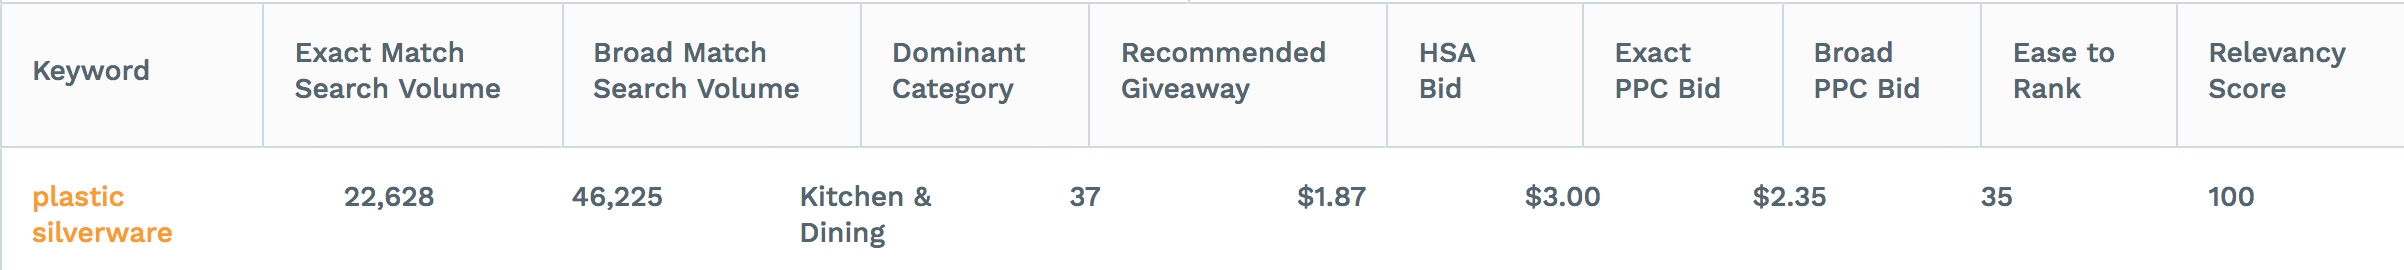 Keyword
Exact Match
Search Volume
Broad Match
Search Volume
Dominant
Category
Recommended
Giveaway
HSA
Bid
Exact
PPC Bid
Broad
PPC Bid
Ease to
Rank
Relevancy
Score
plastic
silverware
22,628
46,225
Kitchen &
Dining
37
$1.87
$3.00
$2.35
35
100